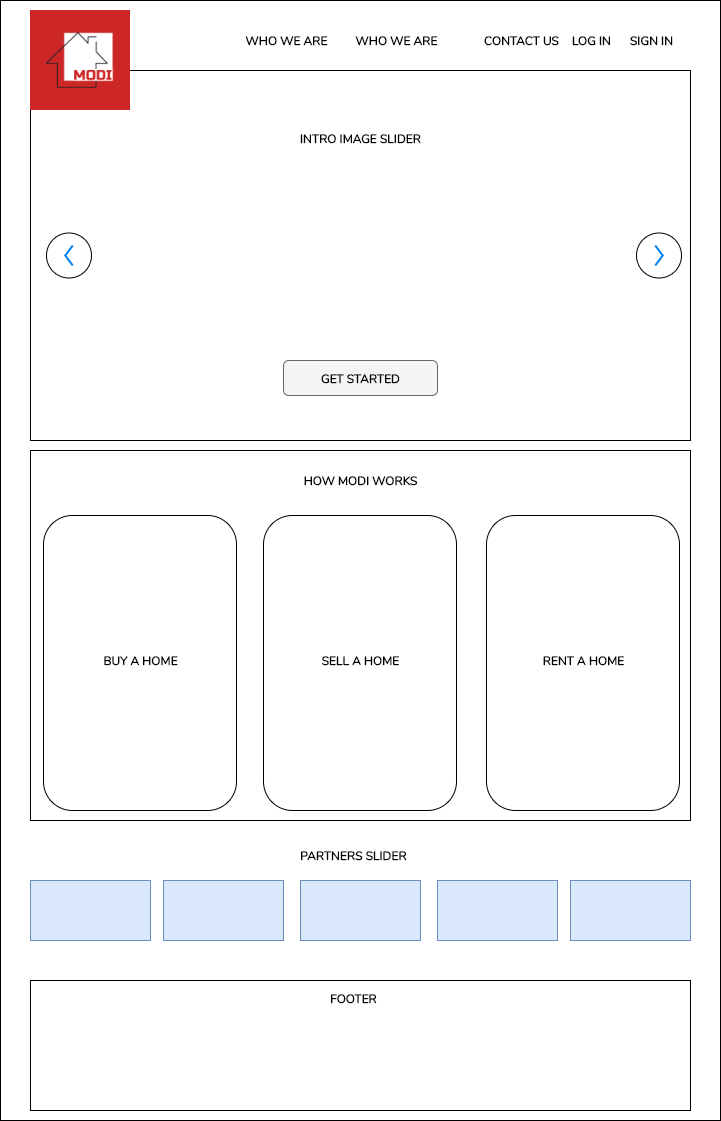 MODI
WHO WE ARE WHO WE ARE CONTACT US LOG IN SIGN IN
INTRO IMAGE SLIDER
GET STARTED
HOW MODI WORKS
BUY A HOME SELL A HOME RENT A HOME
PARTNERS SLIDER
FOOTER